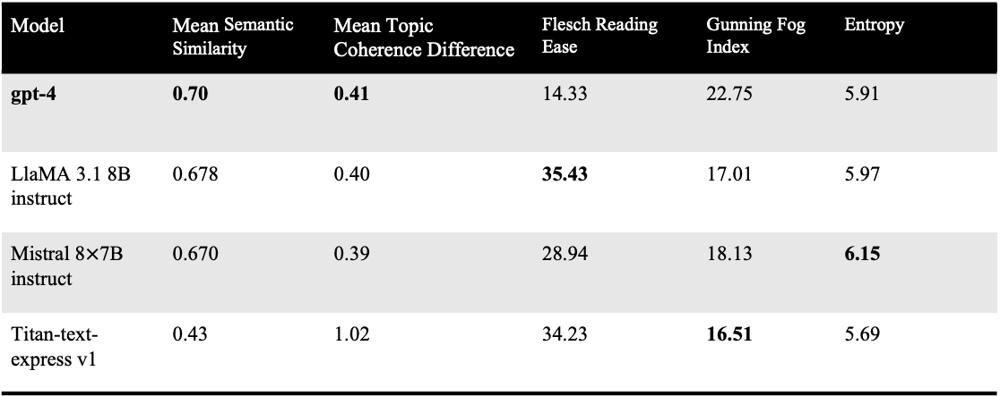 Model Mean Semantic Similarity Mean Topic Coherence Difference Flesch Reading Ease Gunning Fog Index Entropy
gpt-4 0.70 0.41 14.33 22.75 5.91
LlaMA 3.1 8B instruct 0.678 0.40 35.43 17.01 5.97
Mistral 8×7B instruct 0.670 0.39 28.94 18.13 6.15
Titan-text-express v1 0.43 1.02 34.23 16.51 5.69